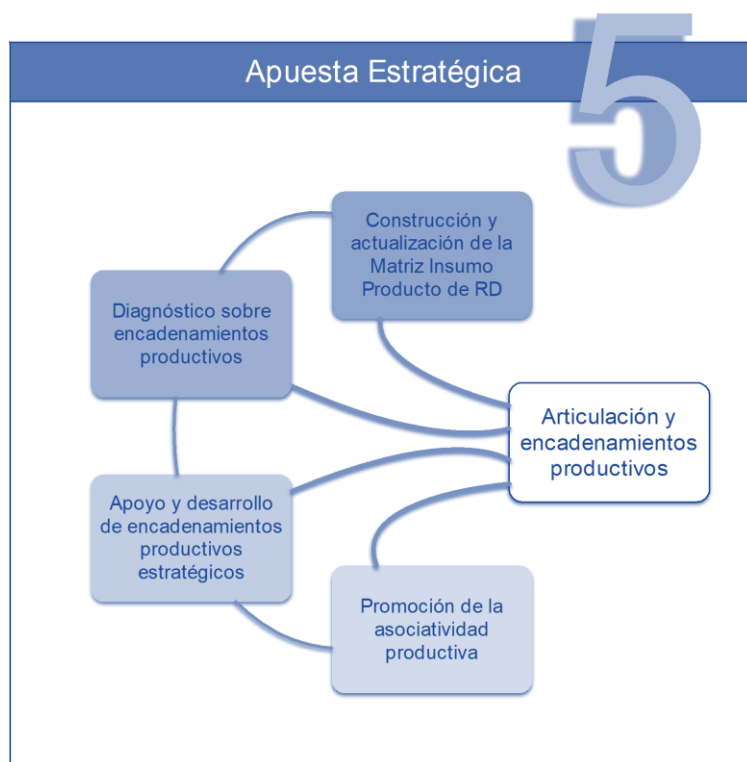 Apuesta Estratégica
5
Construcción y
actualización de la
Matriz Insumo
Producto de RD
Diagnóstico sobre
encadenamientos
productivos
Articulación y
encadenamientos
productivos
Apoyo y desarrollo
de encadenamientos
productivos
estratégicos
Promoción de la
asociatividad
productiva